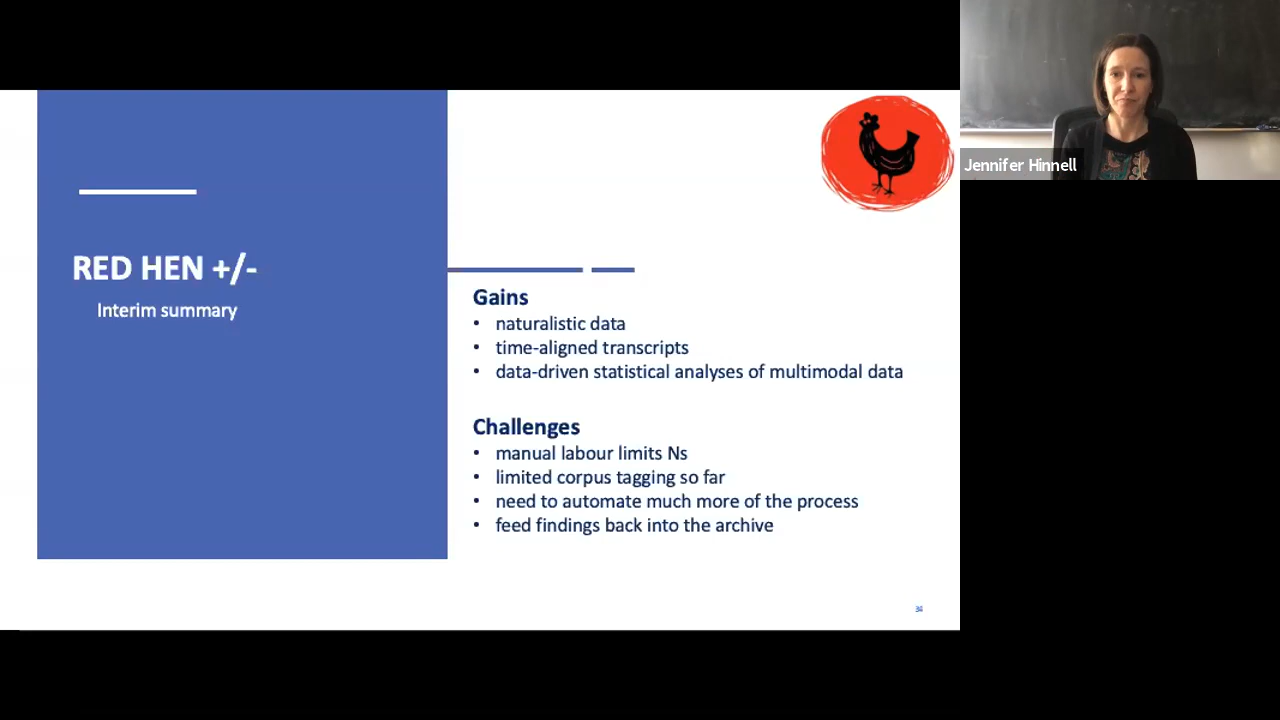 Jennifer Hinnell
RED HEN +/-
Interim summary
Gains
• naturalistic data
• time-aligned transcripts
• data-driven statistical analyses of multimodal data
Challenges
• manual labour limits Ns
• limited corpus tagging so far
• need to automate much more of the process
• feed findings back into the archive
34